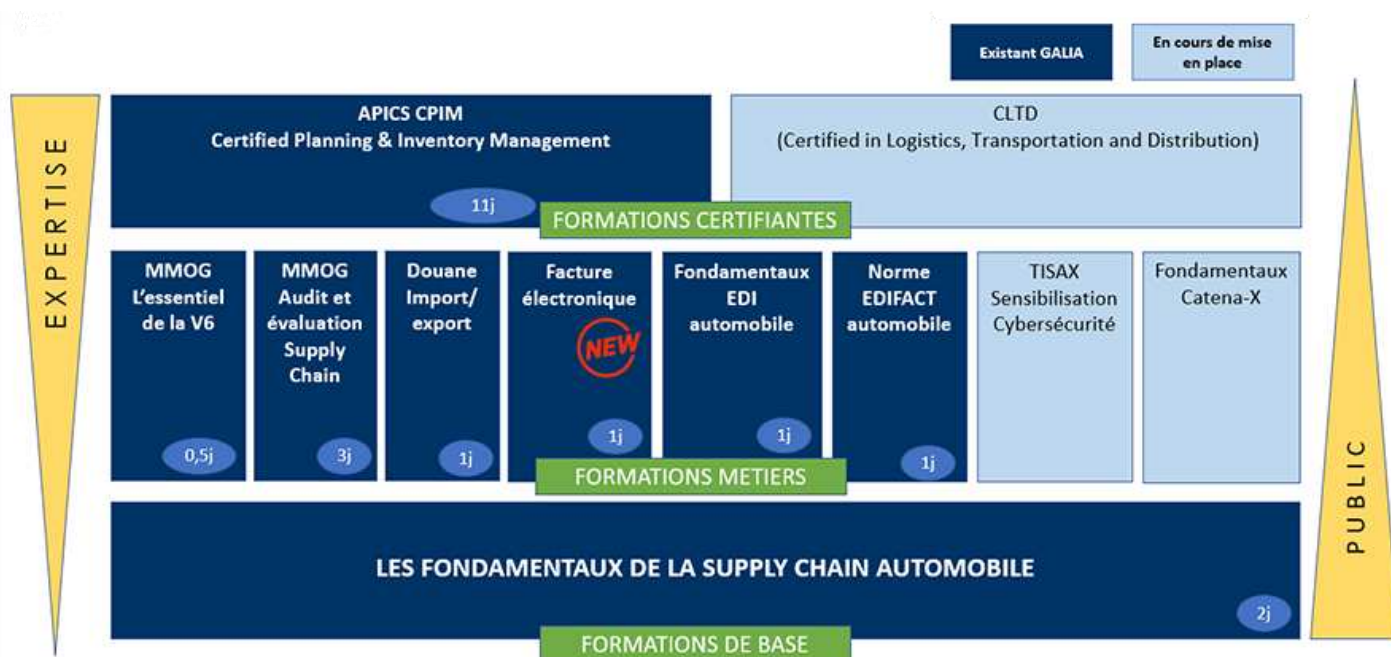 Existant GALIA
En cours de mise
en place
EXPERTISE
APICS CPIM
Certified Planning & Inventory Management
11j
CLTD
(Certified in Logistics, Transportation and Distribution)
FORMATIONS CERTIFIANTES
MMOG
L'essentiel
de la V6
0,5j
MMOG
Audit et
évaluation
Supply
Chain
3j
Douane
Import/
export
1j
Facture
électronique
NEW
1j
Fondamentaux
EDI
automobile
1j
Norme
EDIFACT
automobile
1j
TISAX
Sensibilisation
Cybersécurité
Fondamentaux
Catena-X
FORMATIONS METIERS
LES FONDAMENTAUX DE LA SUPPLY CHAIN AUTOMOBILE
2j
FORMATIONS DE BASE
PUBLIC